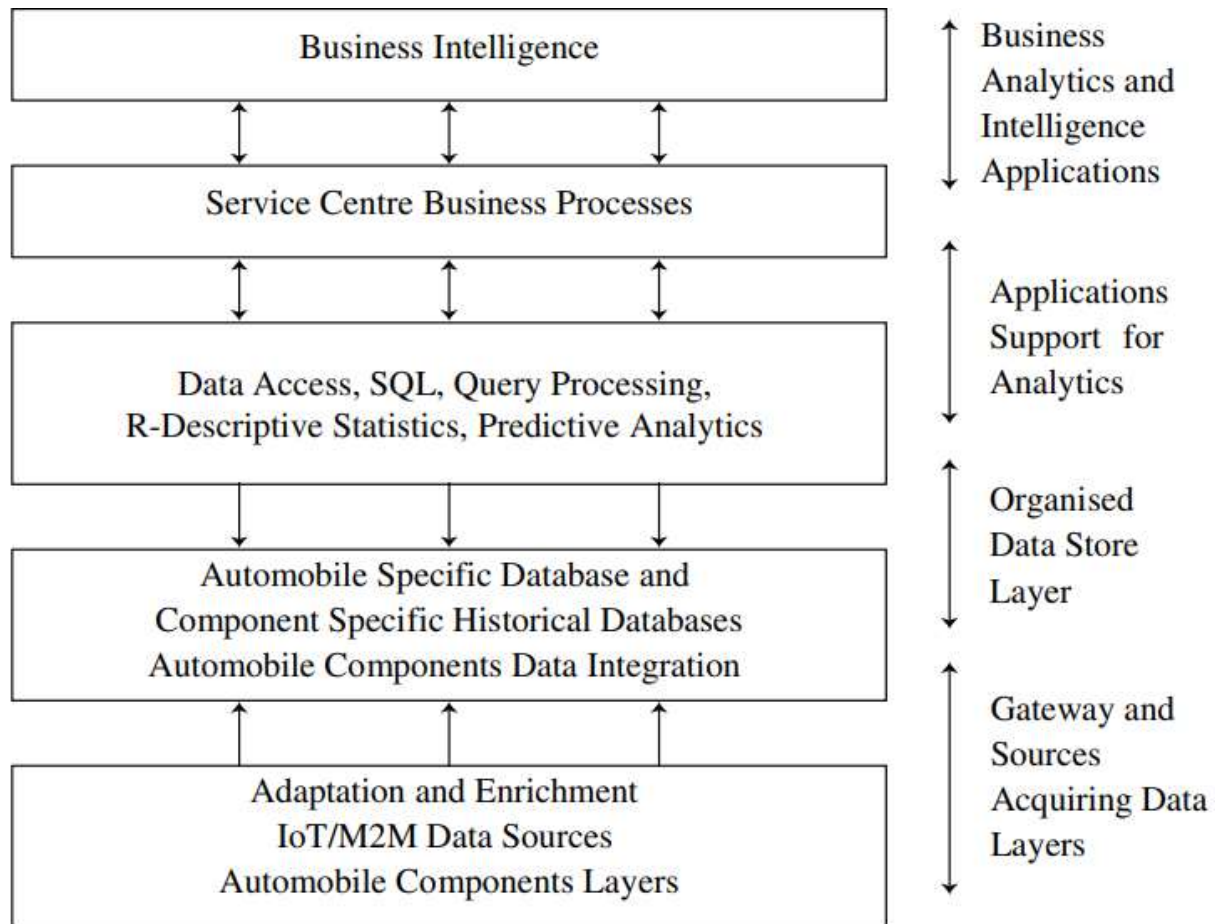 Business Intelligence
Service Centre Business Processes
Data Access, SQL, Query Processing,
R-Descriptive Statistics, Predictive Analytics
Automobile Specific Database and
Component Specific Historical Databases
Automobile Components Data Integration
Adaptation and Enrichment
IoT/M2M Data Sources
Automobile Components Layers
Business
Analytics and
Intelligence
Applications
Applications
Support for
Analytics
Organised
Data Store
Layer
Gateway and
Sources
Acquiring Data
Layers